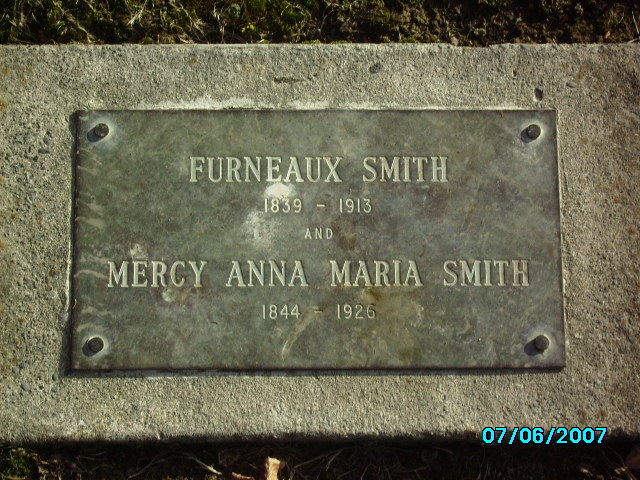 FURNEAUX SMITH
1839 - 1913
AND
MERCY ANNA MARIA SMITH
1844 - 1926
07/06/2007